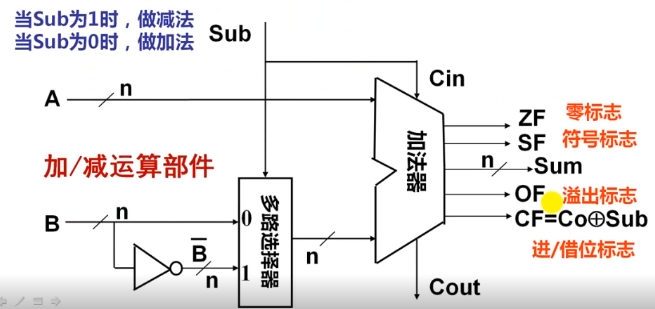 当Sub为1时，做减法
当Sub为0时，做加法
Sub
Cin
A
n
ZF
零标志
SF
符号标志
加法器
n
Sum
加/减运算部件
OF
溢出标志
B
n
多路选择器
0
CF=Co⊕Sub
进/借位标志
B̅
n
1
n
Cout